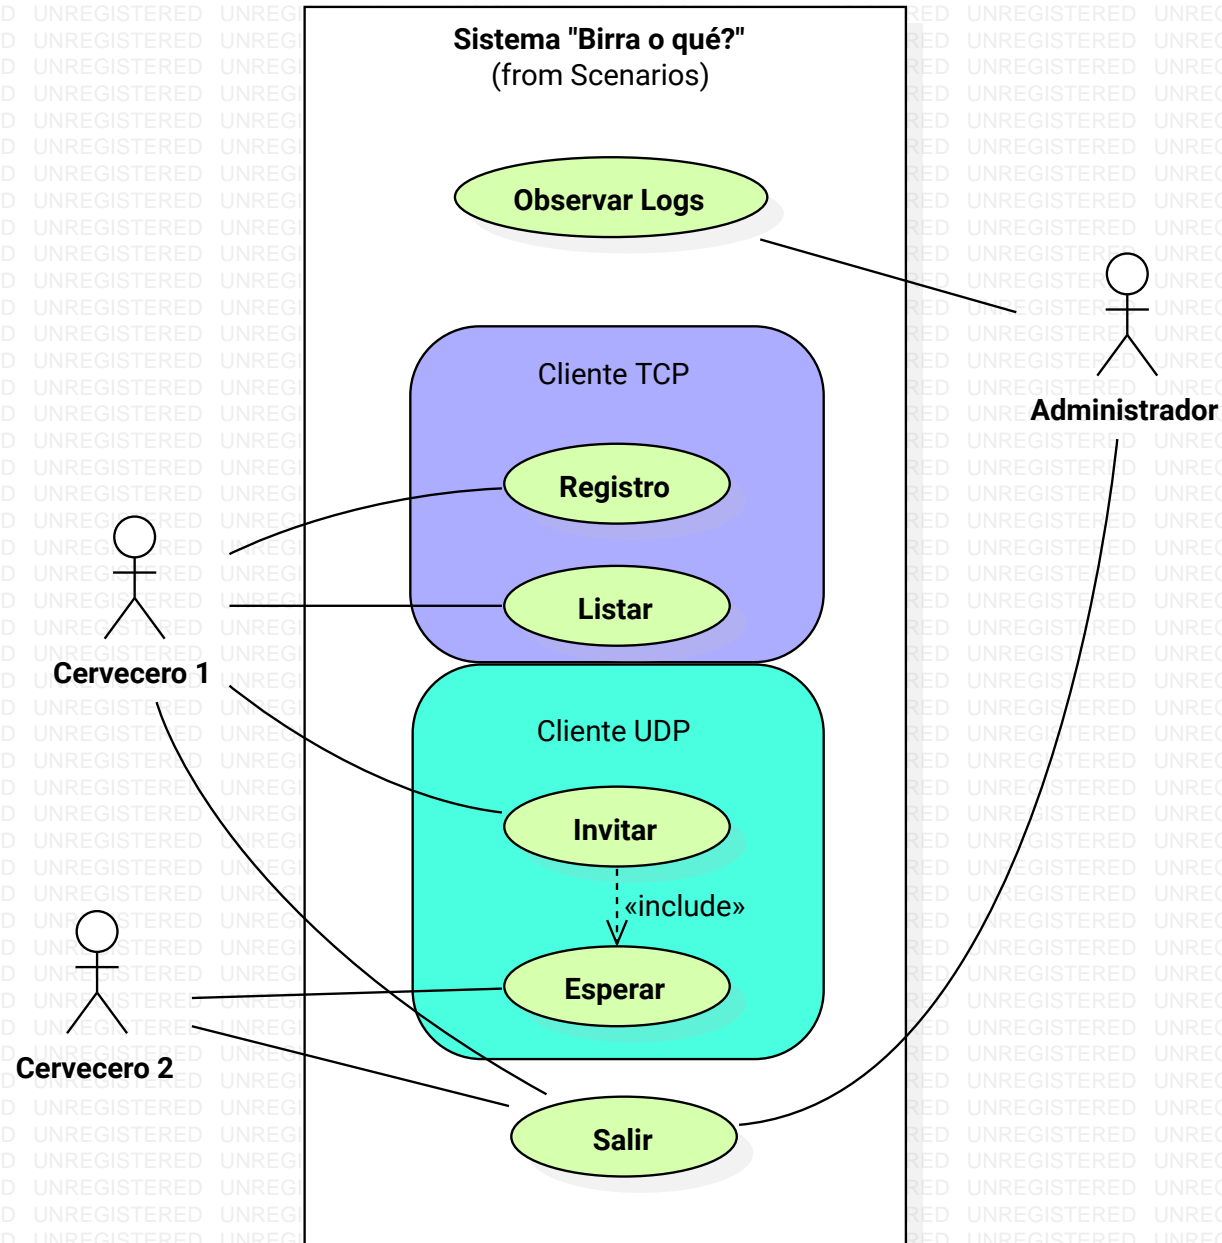 Sistema "Birra o qué?"
(from Scenarios)
Observar Logs
Cliente TCP
Administrador
Registro
Listar
Cervecero 1
Cliente UDP
Invitar
«include»
Esperar
Cervecero 2
Salir
UNREGISTERED